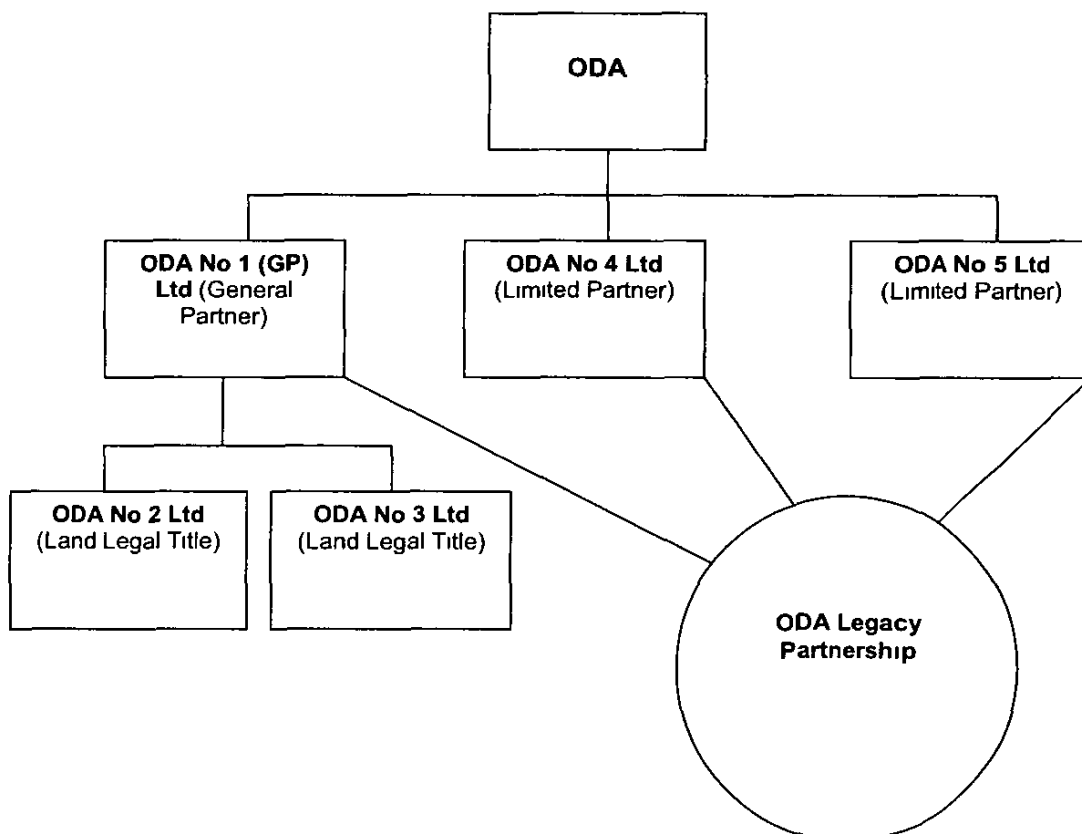 ODA
ODA No 1 (GP)
Ltd (General
Partner)
ODA No 4 Ltd
(Limited Partner)
ODA No 5 Ltd
(Limited Partner)
ODA No 2 Ltd
(Land Legal Title)
ODA No 3 Ltd
(Land Legal Title)
ODA Legacy
Partnership